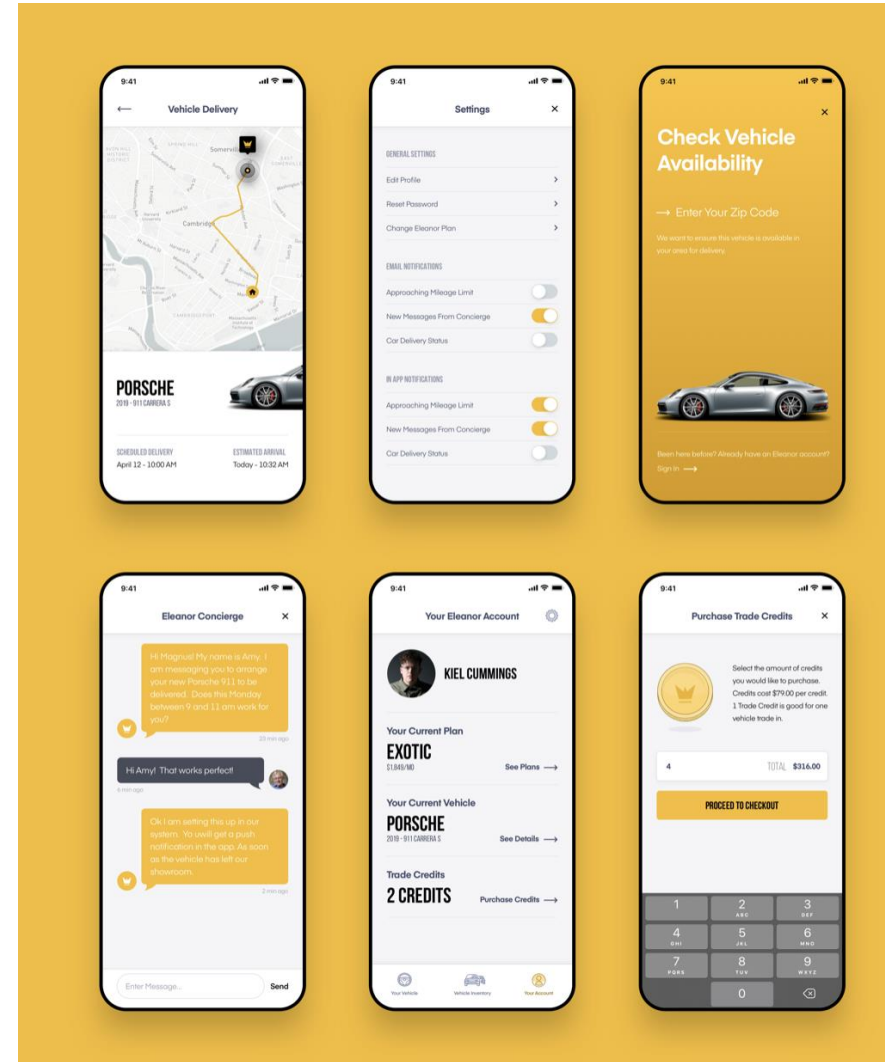 9:41
Vehicle Delivery
Somerville
Cambridge
CAMBRIDGEPORT
Massachusetts
Institute of
Technology
PORSCHE
2019 - 911 CARRERA S
SCHEDULED DELIVERY
ESTIMATED ARRIVAL
April 12 - 10:00 AM
Today - 10:32 AM
9:41
Settings
GENERAL SETTINGS
Edit Profile
Reset Password
Change Eleanor Plan
EMAIL NOTIFICATIONS
Approaching Mileage Limit
New Messages From Concierge
Car Delivery Status
IN APP NOTIFICATIONS
Approaching Mileage Limit
New Messages From Concierge
Car Delivery Status
9:41
Check Vehicle
Availability
Enter Your Zip Code
We want to ensure this vehicle is available in
your area for delivery.
Been here before? Already have an Eleanor account?
Sign In
9:41
Eleanor Concierge
Hi Magnus! My name is Amy. I
am messaging you to arrange
your new Porsche 911 to be
delivered. Does this Monday
between 9 and 11 am work for
you?
23 min ago
Hi Amy! That works perfect!
6 min ago
Ok I am setting this up in our
system. Yo uwill get a push
notification in the app. As soon
as the vehicle has left our
showroom.
2 min ago
Enter Message...
Send
9:41
Your Eleanor Account
KIEL CUMMINGS
Your Current Plan
EXOTIC
$1,849/MO
See Plans
Your Current Vehicle
PORSCHE
2019 - 911 CARRERA S
See Details
Trade Credits
2 CREDITS
Purchase Credits
Your Vehicle
Vehicle Inventory
Your Account
9:41
Purchase Trade Credits
Select the amount of credits
you would like to purchase.
Credits cost $79.00 per credit.
1 Trade Credit is good for one
vehicle trade in.
4
TOTAL $316.00
PROCEED TO CHECKOUT
1
2
ABC
3
DEF
4
GHI
5
JKL
6
MNO
7
PQRS
8
TUV
9
WXYZ
0